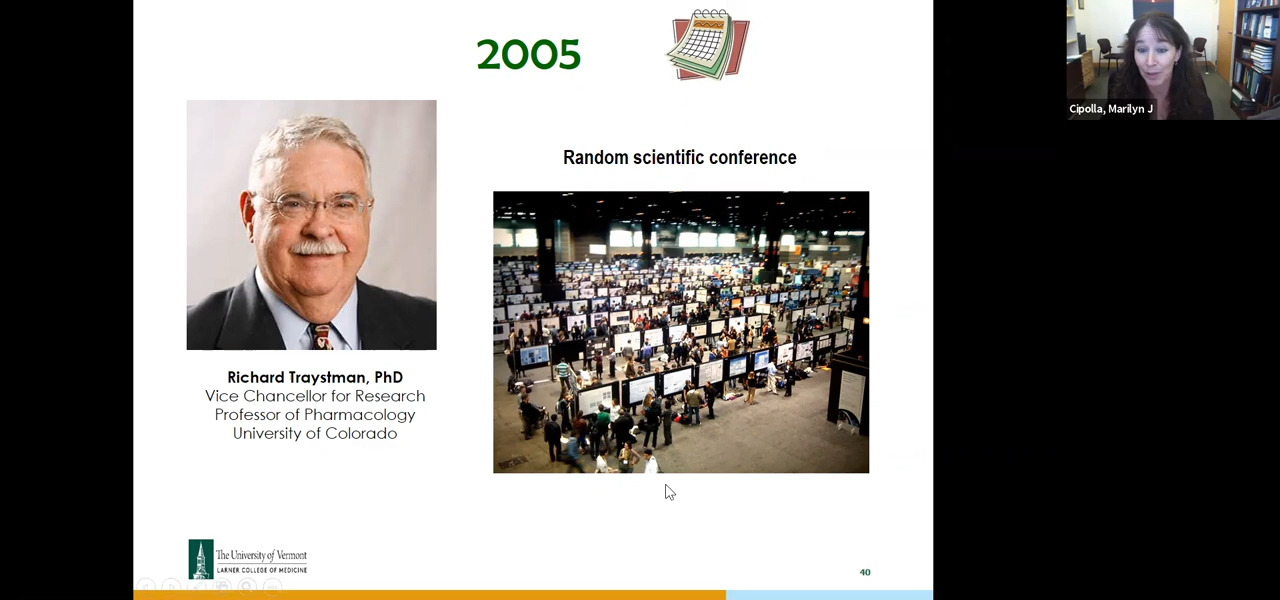 2005
Cipolla, Marilyn J
Random scientific conference
Richard Traystman, PhD
Vice Chancellor for Research
Professor of Pharmacology
University of Colorado
The University of Vermont
LARNER COLLEGE OF MEDICINE
40